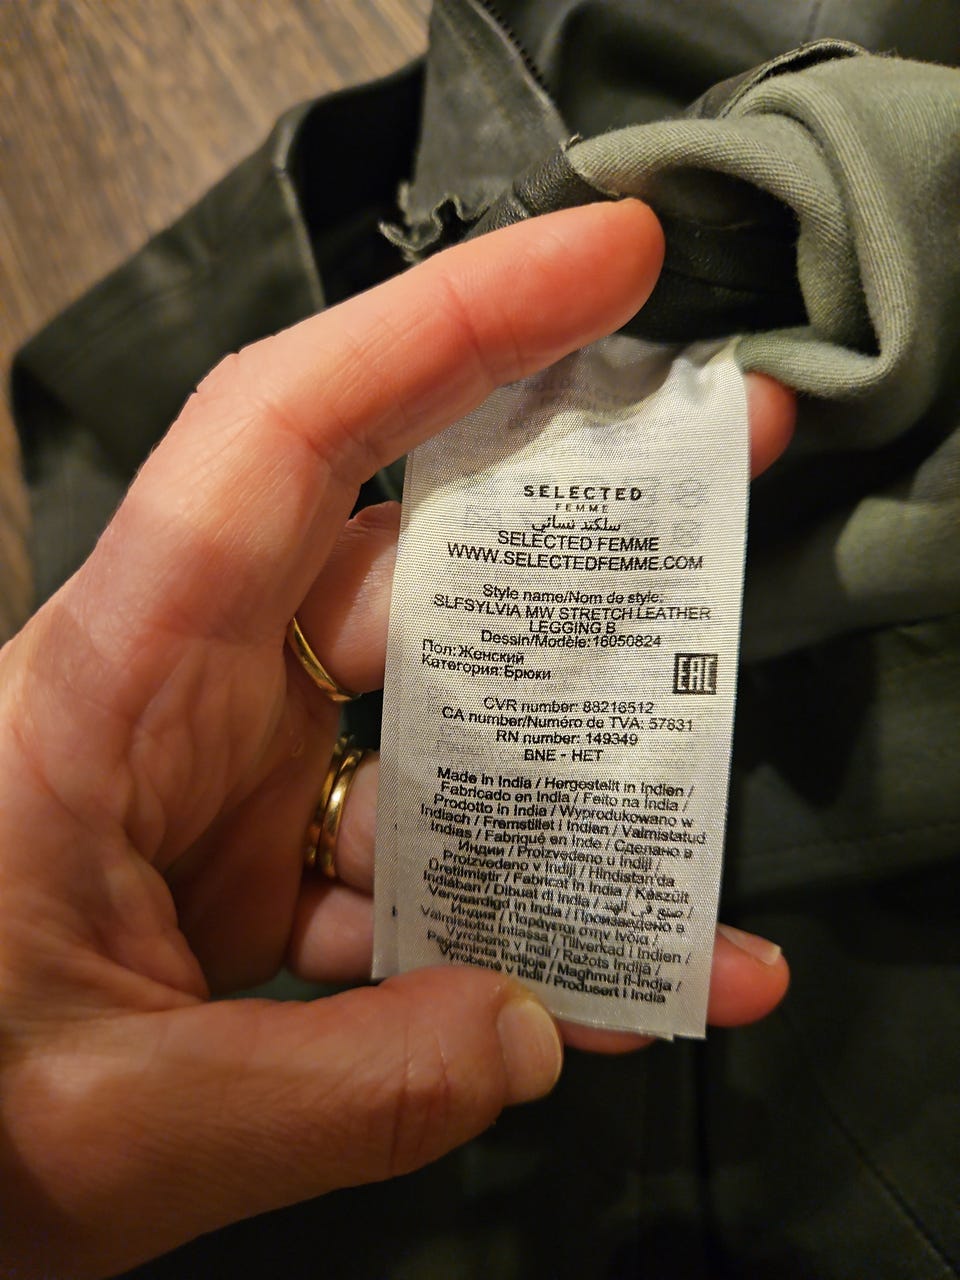 SELECTED
FEMME
سلكتد نسائي
SELECTED FEMME
WWW.SELECTEDFEMME.COM
Style name/Nom de style:
SLFSYLVIA MW STRETCH LEATHER
LEGGING B
Dessin/Modèle:16050824
Пол:Женский
Категория:Брюки
EAC
CVR number: 88216512
CA number/Numéro de TVA: 57831
RN number: 149349
BNE - HET
Made in India / Hergestellt in Indien /
Fabricado en India / Feito na Índia /
Prodotto in India / Wyprodukowano w
Indiach / Fremstillet i Indien / Valmistatud
Indias / Fabriqué en Inde / Сделано в
Индии / Proizvedeno u Indiji /
Proizvedeno v Indiji / Hindistan'da
Üretilmiştir / Fabricat în India / Készült
Indiában / Dibuat di India / صنع في الهند /
Vervaardigd in India / Произведено в
Индия / Παράγεται στην Ινδία /
Valmistettu Intiassa / Tillverkad i Indien /
Vyrobeno v Indii / Ražots Indijā /
Pagaminta Indijoje / Magħmul fl-Indja /
Vyrobené v Indii / Produsert i India